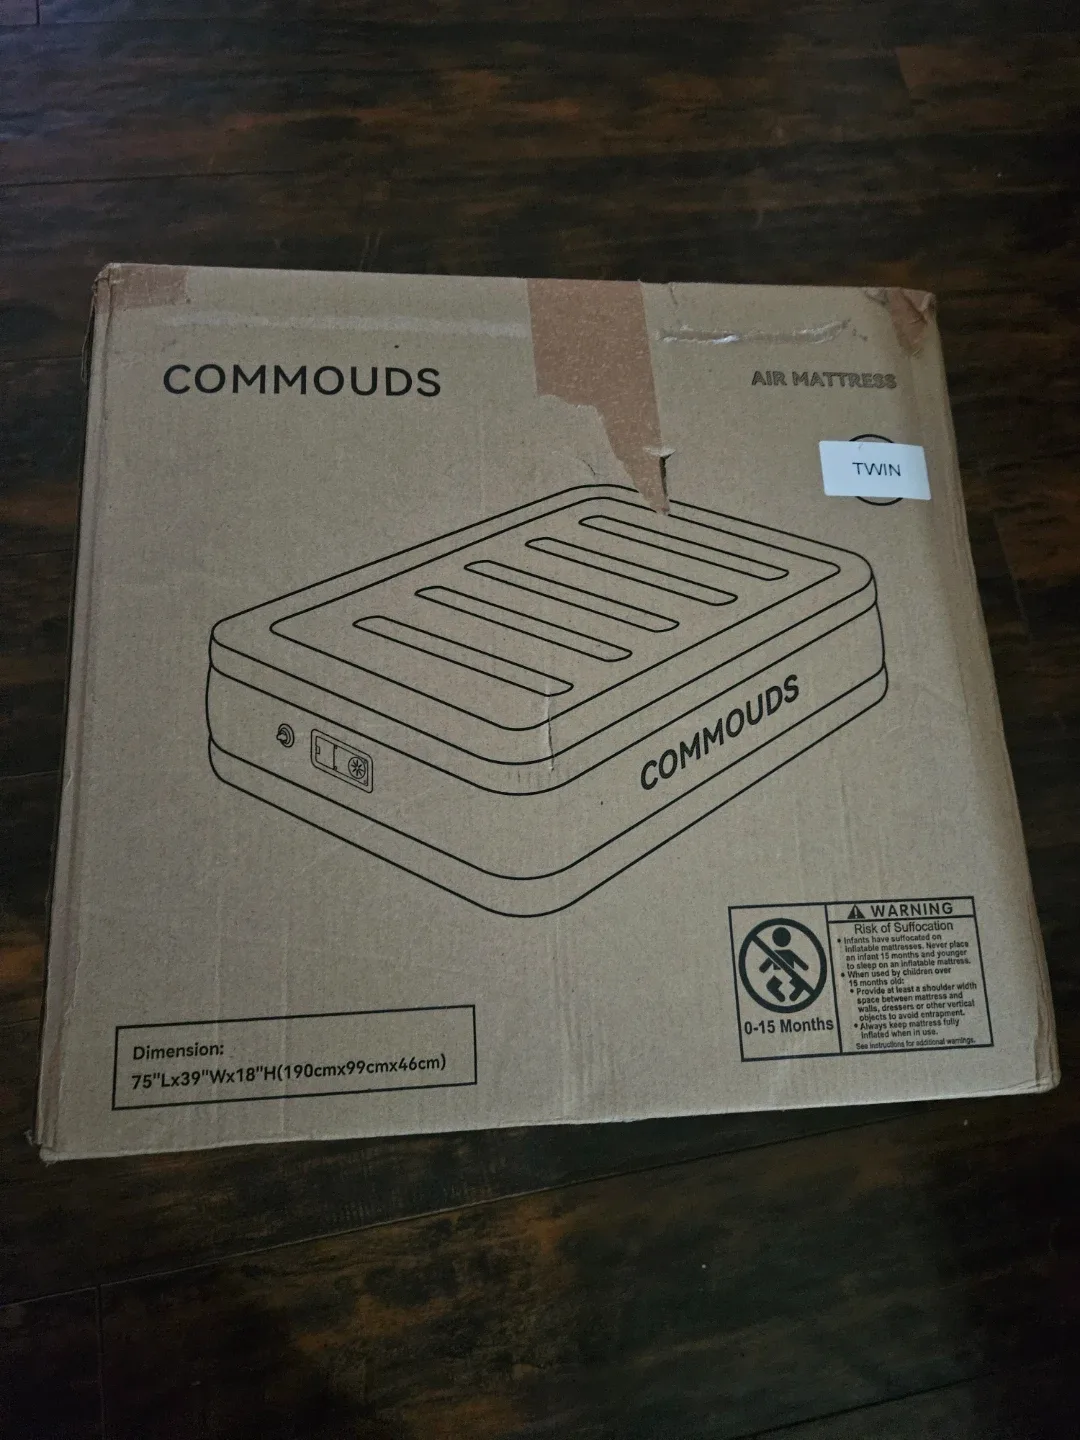 COMMOUDS
AIR MATTRESS
TWIN
COMMOUDS
WARNING
Risk of Suffocation
• Infants have suffocated on
inflatable mattresses. Never place
an infant 15 months and younger
to sleep on an inflatable mattress.
• When used by children over
15 months old:
• Provide at least a shoulder width
space between mattress and
walls, dressers or other vertical
objects to avoid entrapment.
• Always keep mattress fully
inflated when in use.
See instructions for additional warnings.
0-15 Months
Dimension:
75"Lx39"Wx18"H(190cmx99cmx46cm)